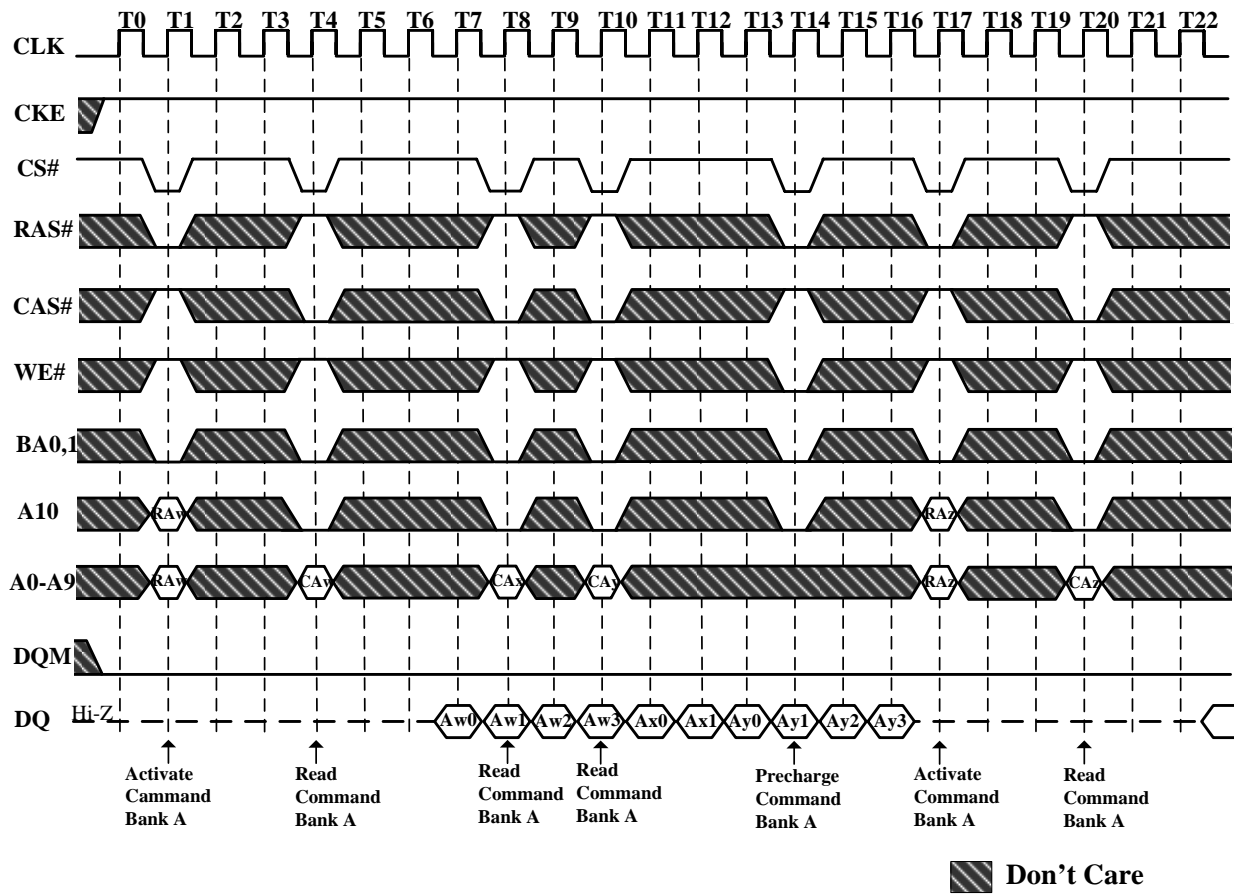 T0 T1 T2 T3 T4 T5 T6 T7 T8 T9 T10 T11 T12 T13 T14 T15 T16 T17 T18 T19 T20 T21 T22
CLK
CKE
CS#
RAS#
CAS#
WE#
BA0,1
A10 RAw RAz
A0-A9 RAw CAw CAx CAy RAz CAz
DQM
DQ Hi-Z Aw0 Aw1 Aw2 Aw3 Ax0 Ax1 Ay0 Ay1 Ay2 Ay3
Activate
Cammand
Bank A
Read
Command
Bank A
Read
Command
Bank A
Read
Command
Bank A
Precharge
Command
Bank A
Activate
Command
Bank A
Read
Command
Bank A
Don't Care